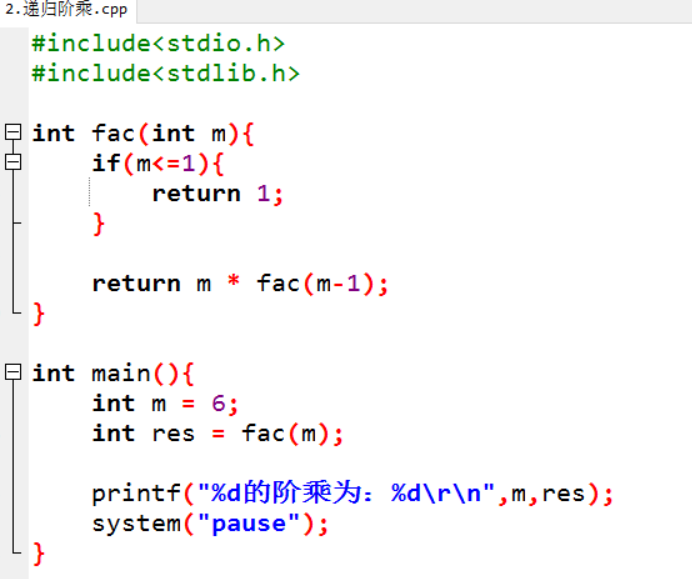 2.递归阶乘.cpp
#include<stdio.h>
#include<stdlib.h>
int fac(int m){
if(m<=1){
return 1;
}
return m * fac(m-1);
}
int main(){
int m = 6;
int res = fac(m);
printf("%d的阶乘为：%d\r\n",m,res);
system("pause");
}